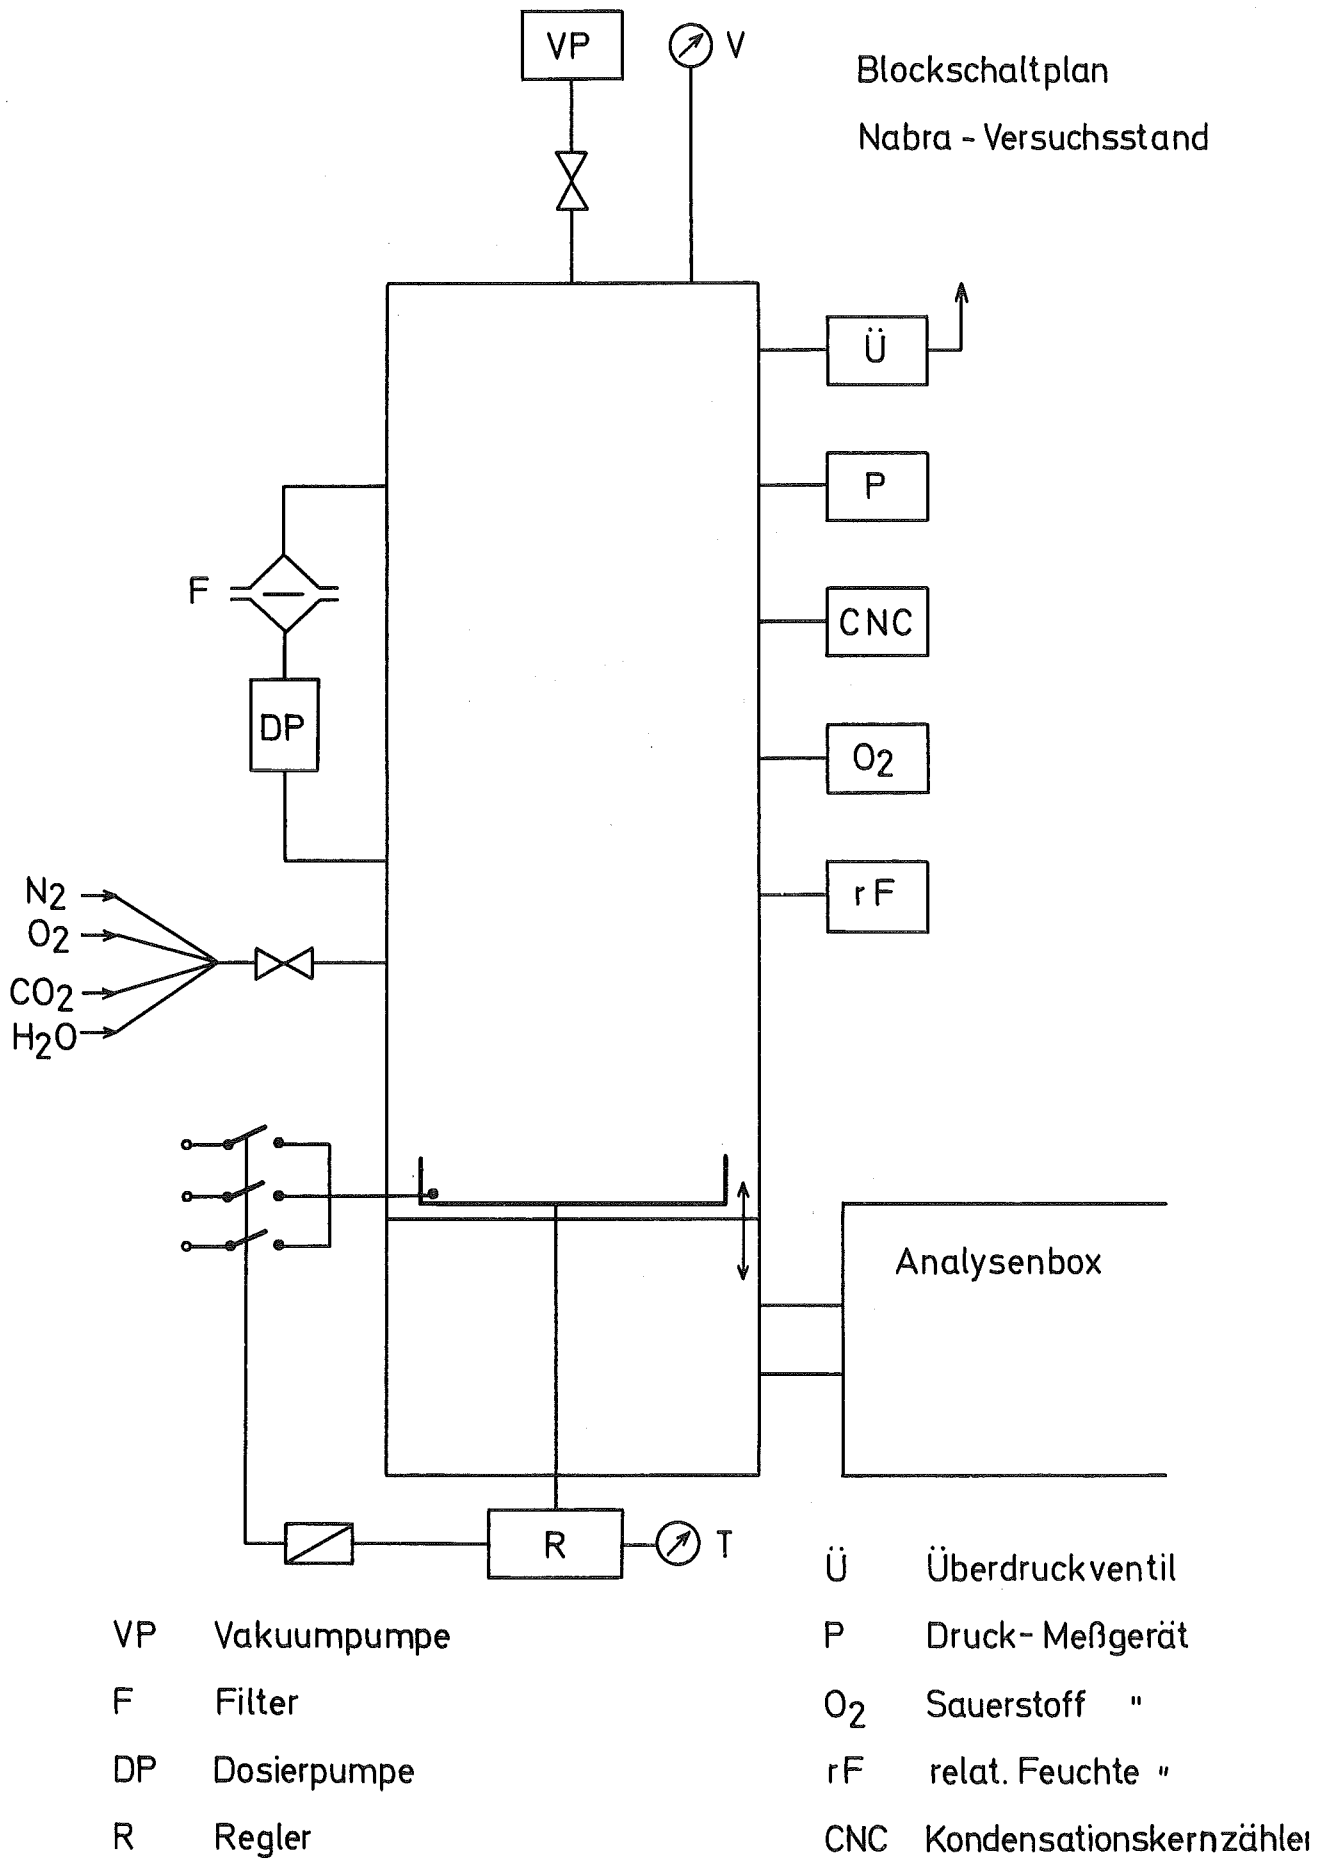 VP
V
Blockschaltplan
Nabra - Versuchsstand
Ü
P
F
CNC
DP
O2
N2
rF
O2
CO2
H2O
Analysenbox
R
T
Ü Überdruckventil
VP Vakuumpumpe
P Druck-Meßgerät
F Filter
O2 Sauerstoff "
DP Dosierpumpe
rF relat. Feuchte "
R Regler
CNC Kondensationskernzähler